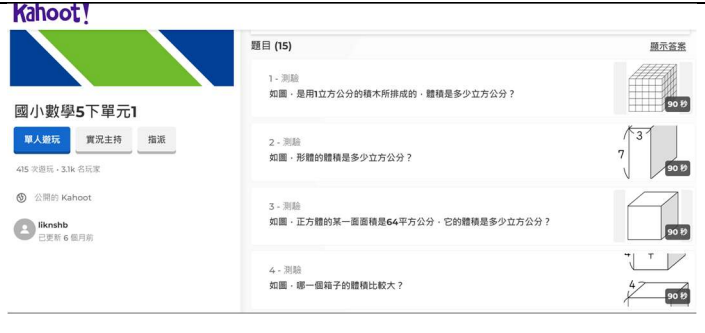 Kahoot!
國小數學5下單元1
單人遊玩 實況主持 指派
415 次遊玩 · 3.1k 名玩家
公開的 Kahoot
liknshb
已更新 6 個月前
題目 (15) 顯示答案
1 - 測驗
如圖,是用1立方公分的積木所排成的,體積是多少立方公分?
90 秒
2 - 測驗
如圖,形體的體積是多少立方公分?
3
7
90 秒
3 - 測驗
如圖,正方體的某一面面積是64平方公分,它的體積是多少立方公分?
90 秒
4 - 測驗
如圖,哪一個箱子的體積比較大?
4
90 秒